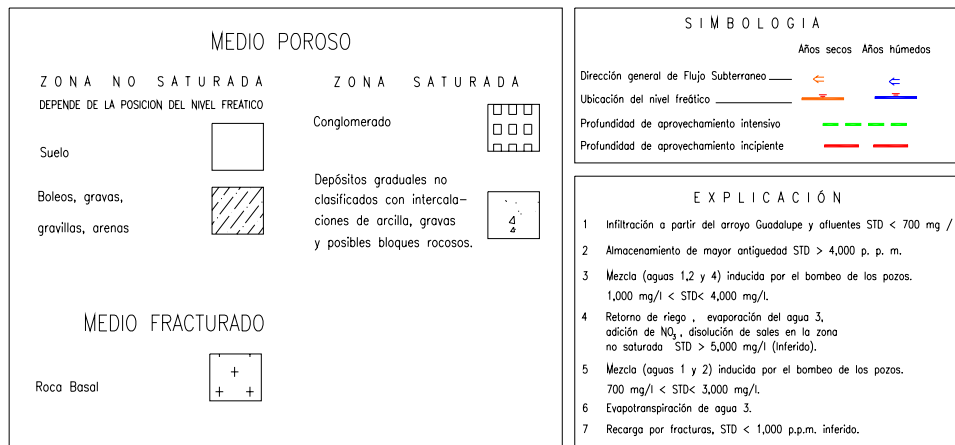 MEDIO POROSO
ZONA NO SATURADA
DEPENDE DE LA POSICION DEL NIVEL FREÁTICO
Suelo
Boleos, gravas,
gravillas, arenas
ZONA SATURADA
Conglomerado
Depósitos graduales no
clasificados con intercala-
ciones de arcilla, gravas
y posibles bloques rocosos.
MEDIO FRACTURADO
Roca Basal
SIMBOLOGIA
Años secos Años húmedos
Dirección general de Flujo Subterraneo
Ubicación del nivel freático
Profundidad de aprovechamiento intensivo
Profundidad de aprovechamiento incipiente
EXPLICACIÓN
1 Infiltración a partir del arroyo Guadalupe y afluentes STD < 700 mg /
2 Almacenamiento de mayor antiguedad STD > 4,000 p. p. m.
3 Mezcla (aguas 1,2 y 4) inducida por el bombeo de los pozos.
1,000 mg/l < STD< 4,000 mg/l.
4 Retorno de riego , evaporación del agua 3,
adición de NO3, disolución de sales en la zona
no saturada STD > 5,000 mg/l (Inferido).
5 Mezcla (aguas 1 y 2) inducida por el bombeo de los pozos.
700 mg/l < STD< 3,000 mg/l.
6 Evapotranspiración de agua 3.
7 Recarga por fracturas, STD < 1,000 p.p.m. inferido.